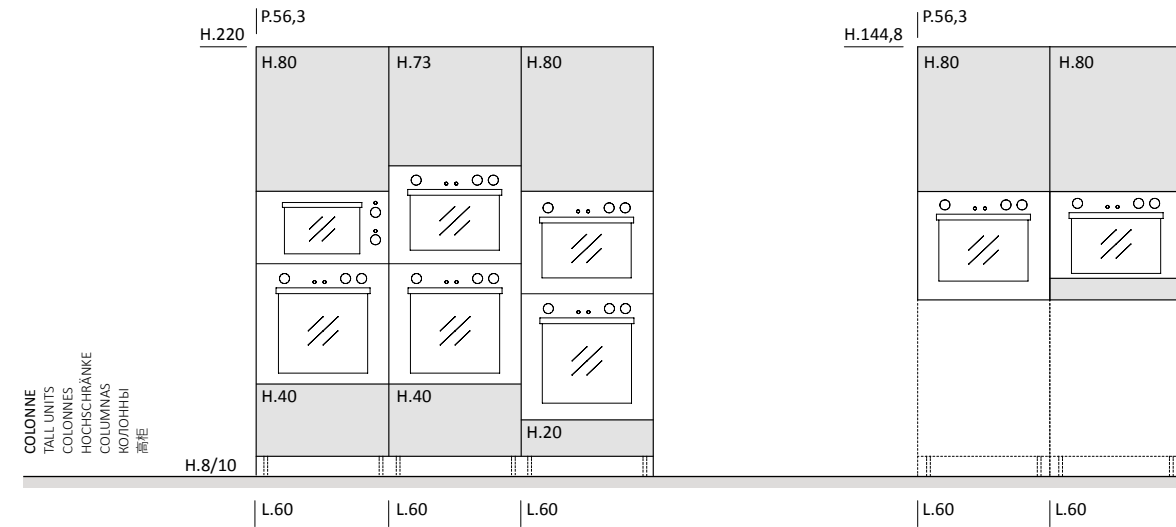 P.56,3
P.56,3
H.220
H.144,8
H.80
H.73
H.80
H.80
H.80
H.40
H.40
H.20
H.8/10
L.60
L.60
L.60
L.60
L.60
COLONNE
TALL UNITS
COLONNES
HOCHSCHRÄNKE
COLUMNAS
КОЛОННЫ
高柜